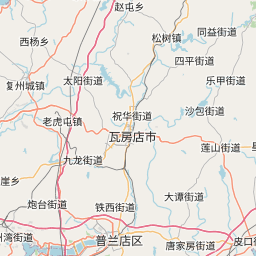 赵屯乡
西杨乡
松树镇
同益街道
四平街道
太阳街道
复州城镇
乐甲街道
祝华街道
沙包街道
老虎屯镇
瓦房店市
莲山街道
九龙街道
崖乡
大谭街道
炮台街道
铁西街道
湾街道
普兰店区
唐家房街道
皮口街道